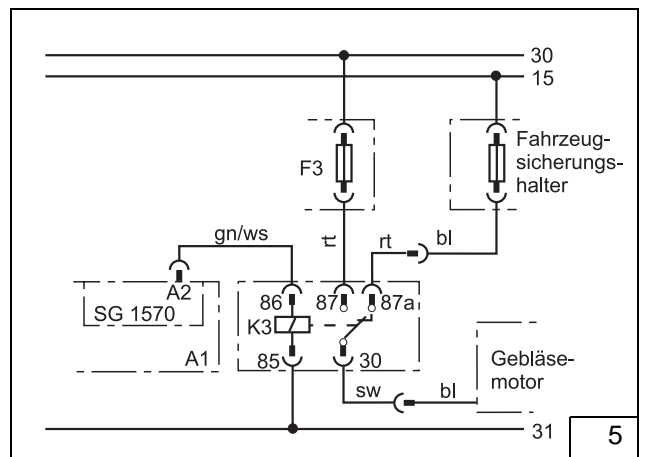 30
15
F3
Fahrzeug-
sicherungs-
halter
gn/ws
rt
rt
bl
A2
SG 1570
A1
86
87
87a
K3
85
30
sw
bl
Gebläse-
motor
31
5